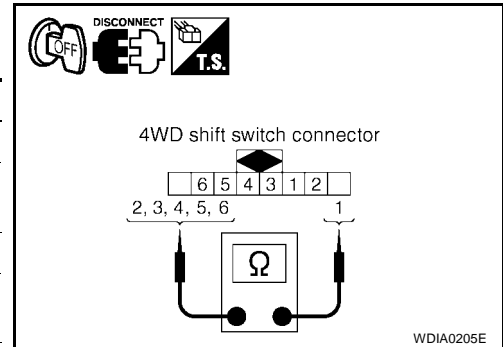 OFF
DISCONNECT
T.S.
4WD shift switch connector
6 5 4 3 1 2
2, 3, 4, 5, 6
1
Ω
WDIA0205E